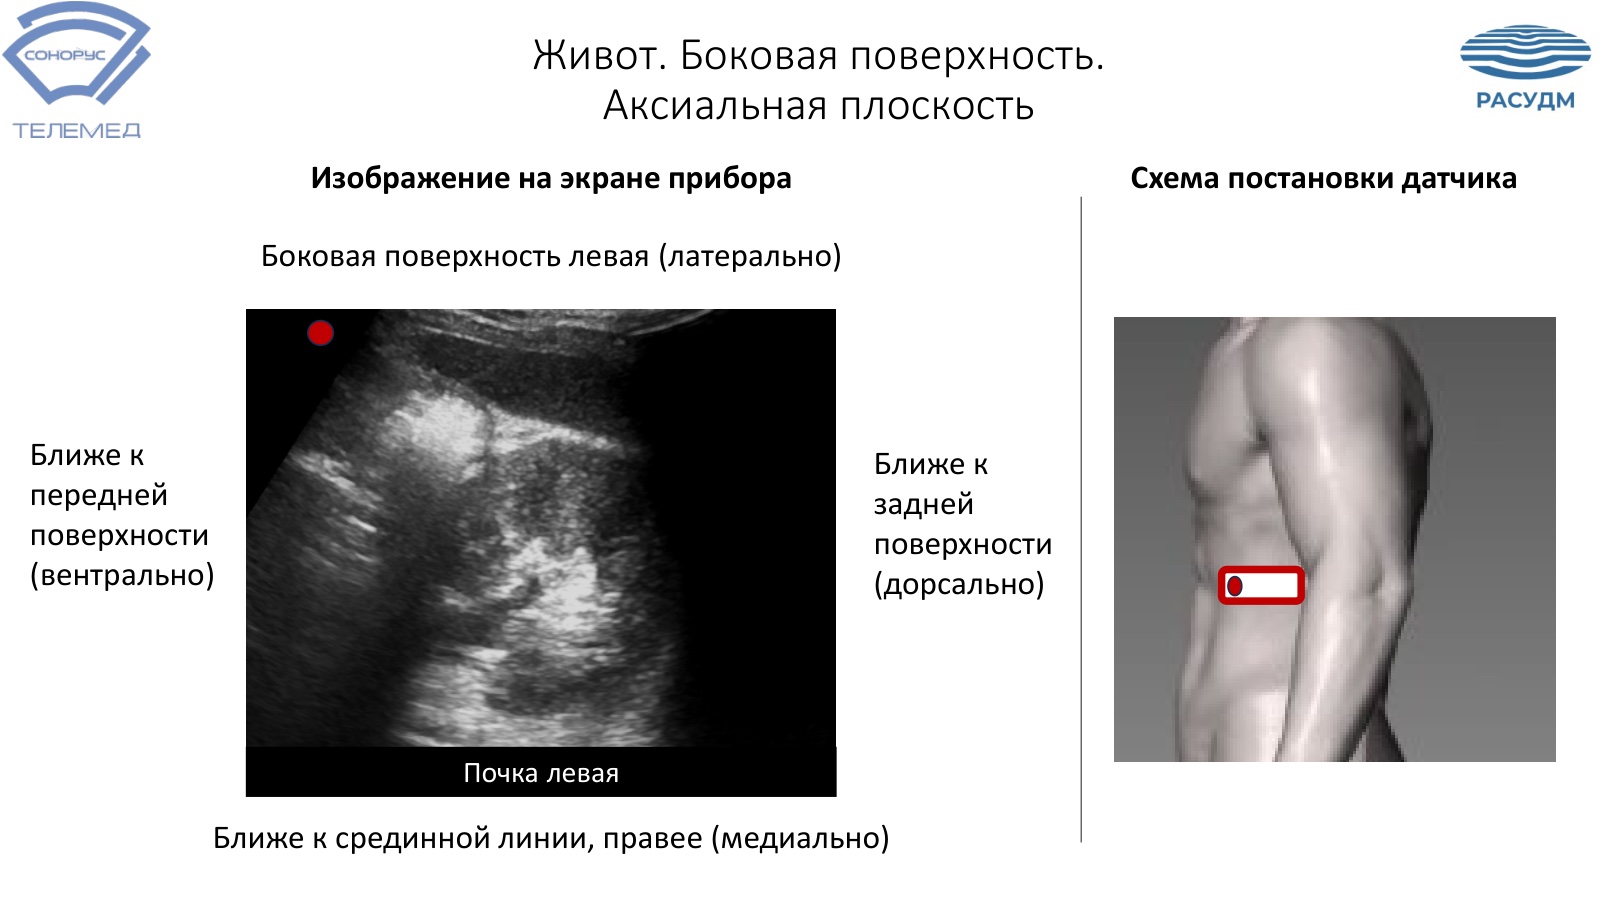 СОНОРУС
ТЕЛЕМЕД
Живот. Боковая поверхность.
Аксиальная плоскость
РАСУДМ
Изображение на экране прибора
Схема постановки датчика
Боковая поверхность левая (латерально)
Ближе к
передней
поверхности
(вентрально)
Ближе к
задней
поверхности
(дорсально)
Почка левая
Ближе к срединной линии, правее (медиально)